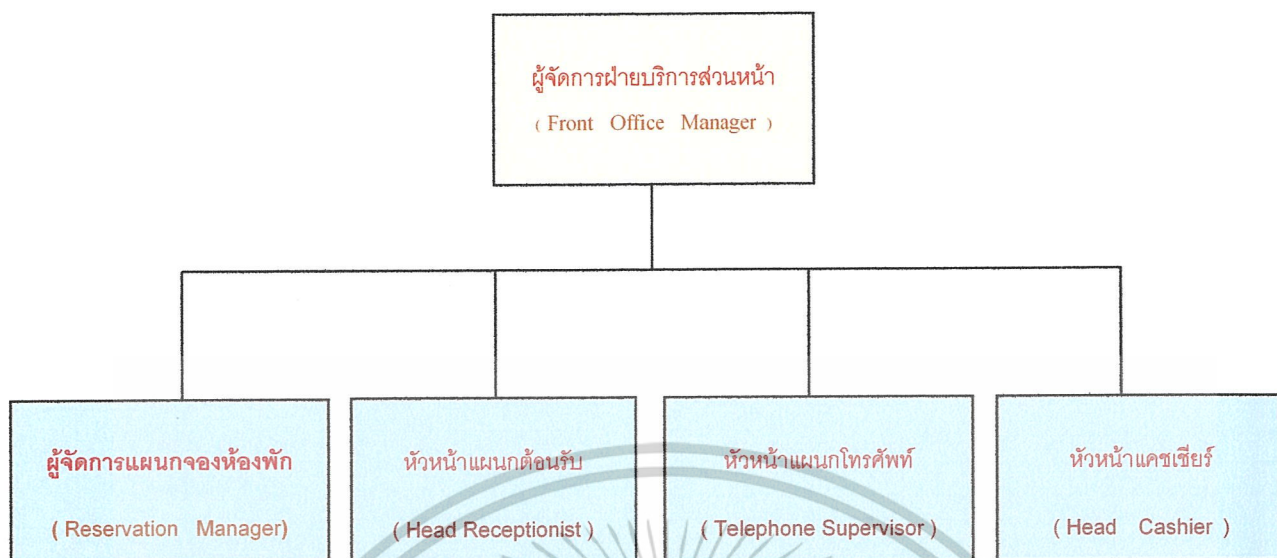 ผู้จัดการฝ่ายบริการส่วนหน้า
( Front Office Manager )
ผู้จัดการแผนกจองห้องพัก
( Reservation Manager)
หัวหน้าแผนกต้อนรับ
( Head Receptionist )
หัวหน้าแผนกโทรศัพท์
( Telephone Supervisor )
หัวหน้าแคชเชียร์
( Head Cashier )